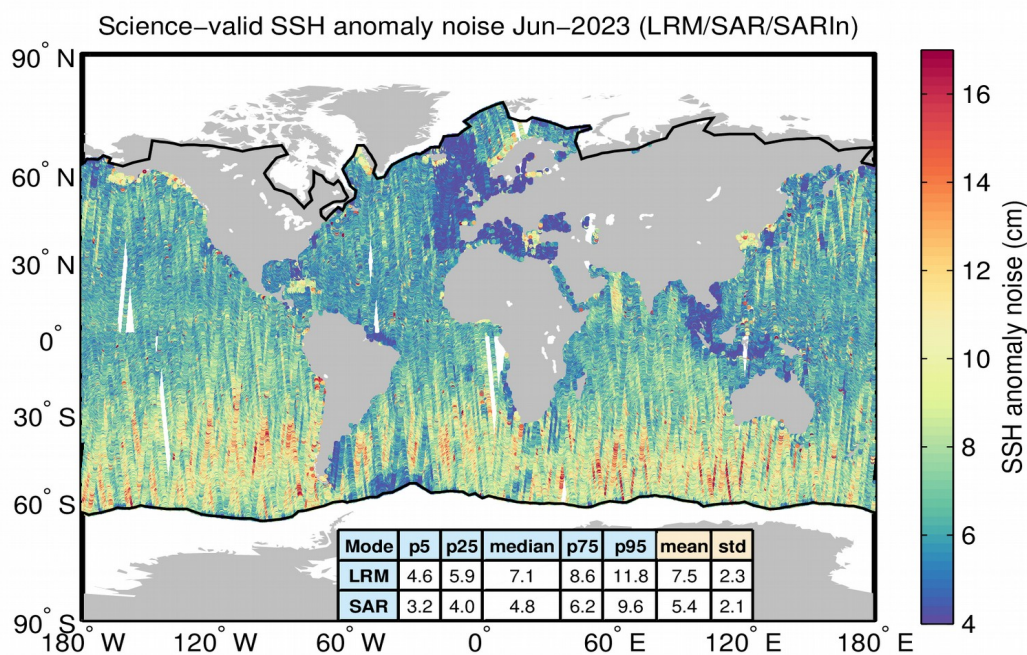 Science−valid SSH anomaly noise Jun−2023 (LRM/SAR/SARIn)
90° N
60° N
30° N
0°
30° S
60° S
90° S
180° W
120° W
60° W
0°
60° E
120° E
180° E
Mode p5 p25 median p75 p95 mean std
LRM 4.6 5.9 7.1 8.6 11.8 7.5 2.3
SAR 3.2 4.0 4.8 6.2 9.6 5.4 2.1
16
14
12
10
8
6
4
SSH anomaly noise (cm)